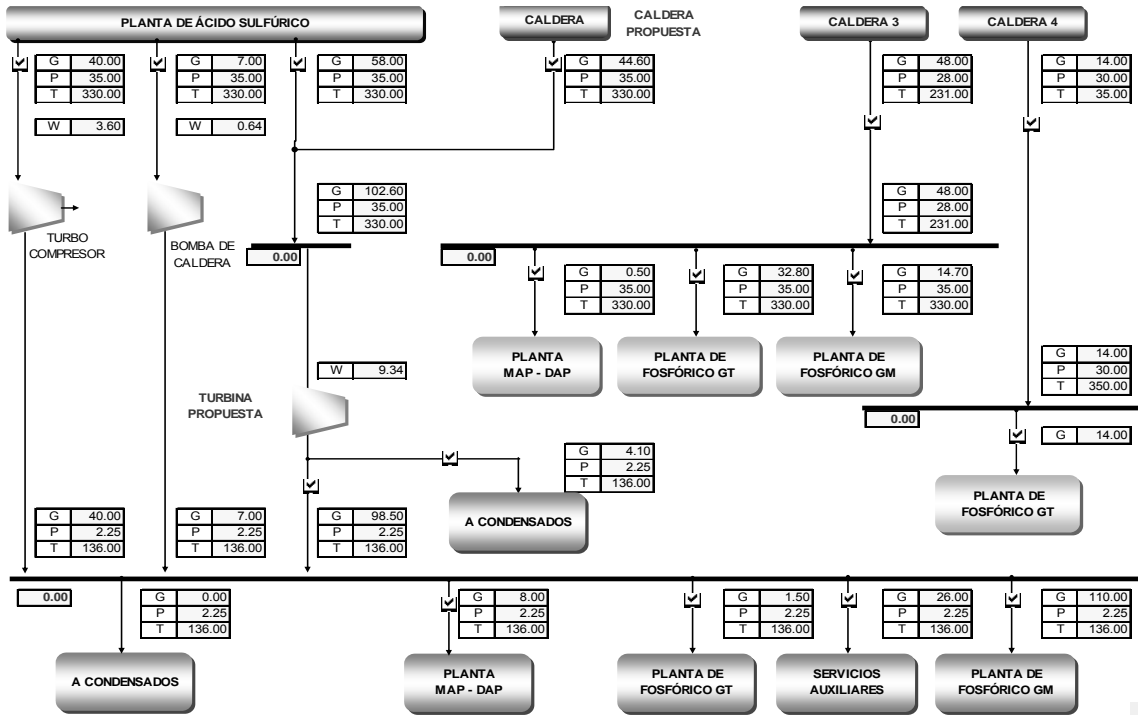 PLANTA DE ÁCIDO SULFÚRICO
CALDERA
CALDERA
PROPUESTA
CALDERA 3
CALDERA 4
G 40.00
P 35.00
T 330.00
W 3.60
G 7.00
P 35.00
T 330.00
W 0.64
G 58.00
P 35.00
T 330.00
G 44.60
P 35.00
T 330.00
G 48.00
P 28.00
T 231.00
G 14.00
P 30.00
T 35.00
TURBO
COMPRESOR
BOMBA DE
CALDERA
G 102.60
P 35.00
T 330.00
0.00
G 48.00
P 28.00
T 231.00
0.00
G 0.50
P 35.00
T 330.00
G 32.80
P 35.00
T 330.00
G 14.70
P 35.00
T 330.00
PLANTA
MAP - DAP
PLANTA DE
FOSFÓRICO GT
PLANTA DE
FOSFÓRICO GM
G 14.00
P 30.00
T 350.00
W 9.34
TURBINA
PROPUESTA
0.00
G 14.00
PLANTA DE
FOSFÓRICO GT
G 4.10
P 2.25
T 136.00
A CONDENSADOS
G 40.00
P 2.25
T 136.00
G 7.00
P 2.25
T 136.00
G 98.50
P 2.25
T 136.00
0.00
G 0.00
P 2.25
T 136.00
G 8.00
P 2.25
T 136.00
G 1.50
P 2.25
T 136.00
G 26.00
P 2.25
T 136.00
G 110.00
P 2.25
T 136.00
A CONDENSADOS
PLANTA
MAP - DAP
PLANTA DE
FOSFÓRICO GT
SERVICIOS
AUXILIARES
PLANTA DE
FOSFÓRICO GM